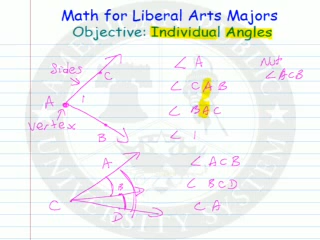 Math for Liberal Arts Majors
Objective: Individual Angles
Sides
C
A
1
Vertex
B
∠ A
∠ CAB
∠ BAC
∠ 1
Not
∠ACB
A
B
D
C
D
∠ ACB
∠ BCD
∠ A